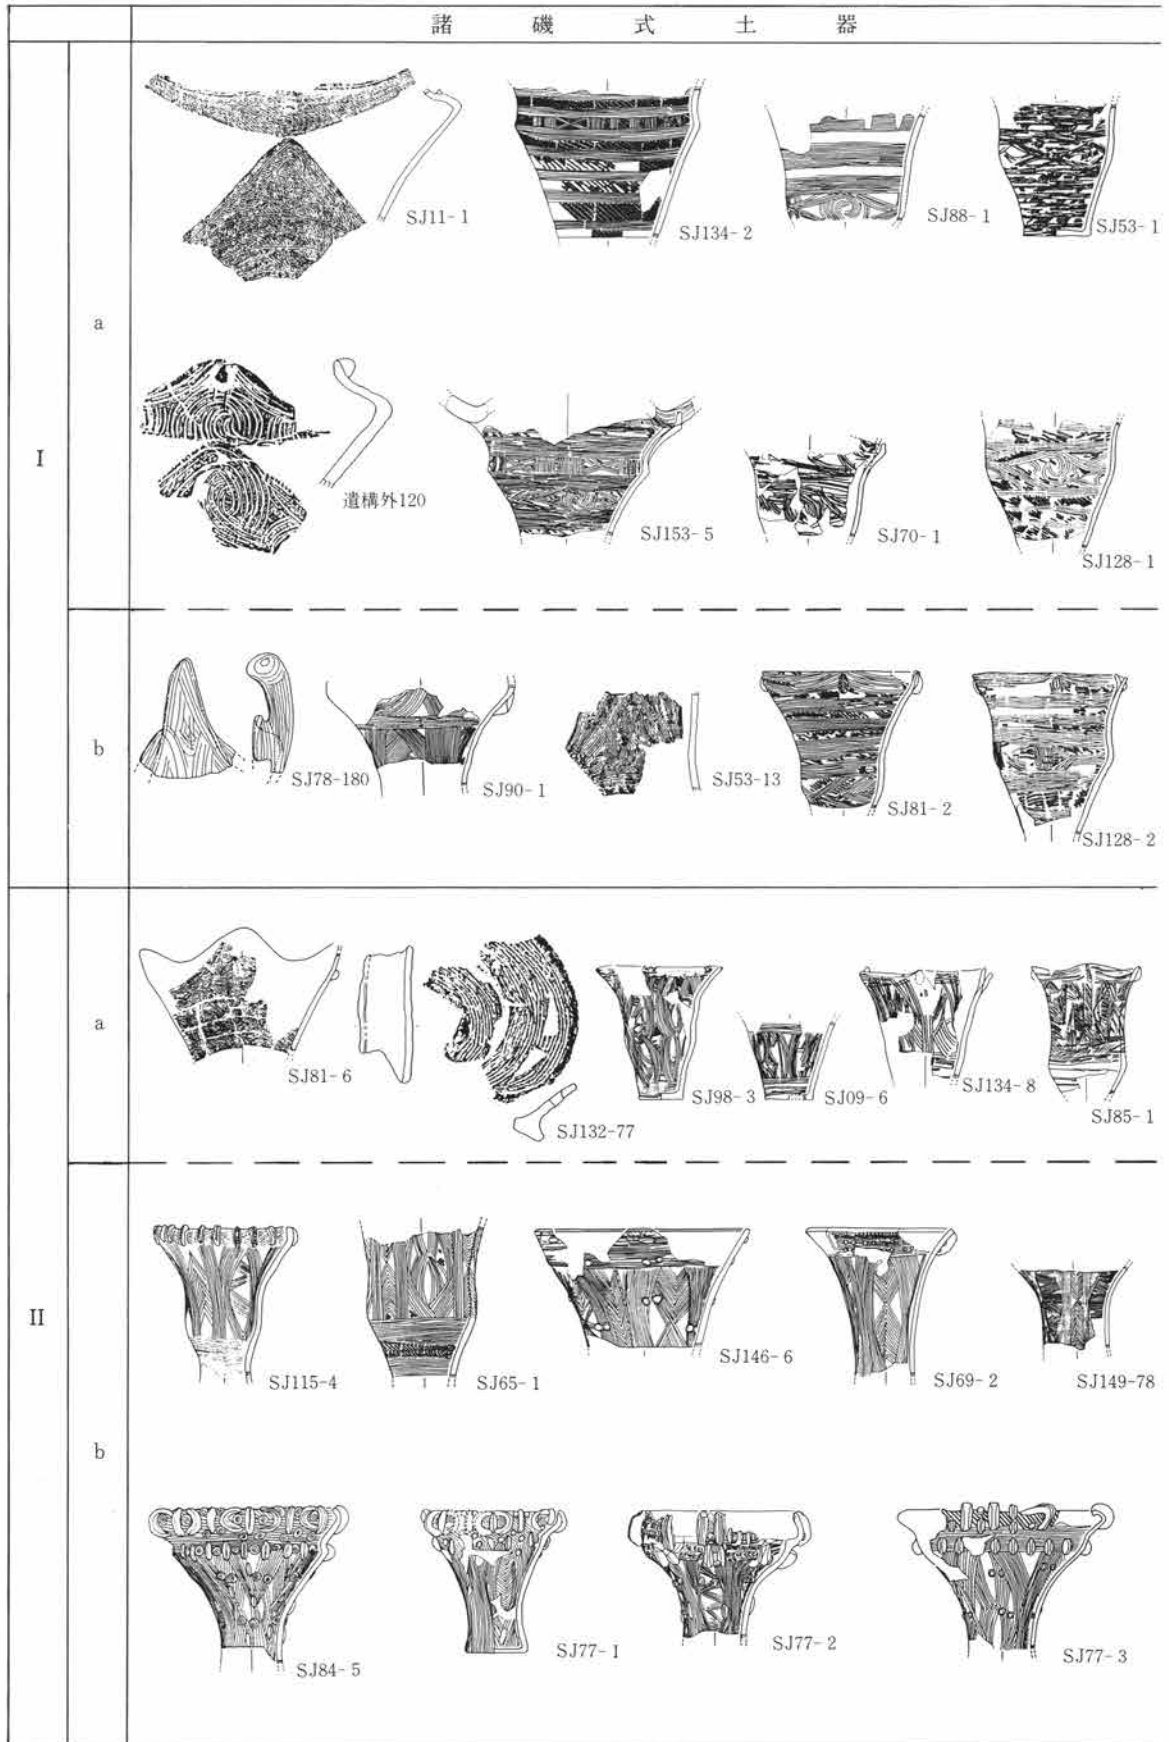 諸磯式土器
I
a
SJ11-1
SJ134-2
SJ88-1
SJ53-1
遺構外120
SJ153-5
SJ70-1
SJ128-1
b
SJ78-180
SJ90-1
SJ53-13
SJ81-2
SJ128-2
II
a
SJ81-6
SJ132-77
SJ98-3
SJ09-6
SJ134-8
SJ85-1
b
SJ115-4
SJ65-1
SJ146-6
SJ69-2
SJ149-78
SJ84-5
SJ77-1
SJ77-2
SJ77-3